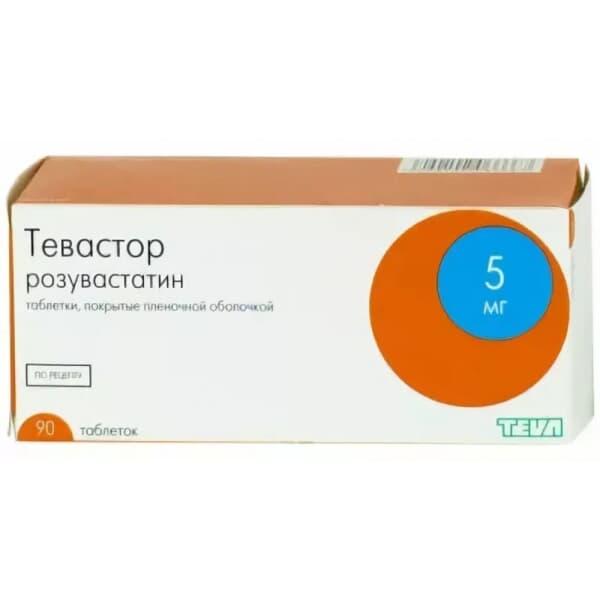 Тевастор
розувастатин
таблетки, покрытые пленочной оболочкой
5
мг
ПО РЕЦЕПТУ
90 таблеток
TEVA